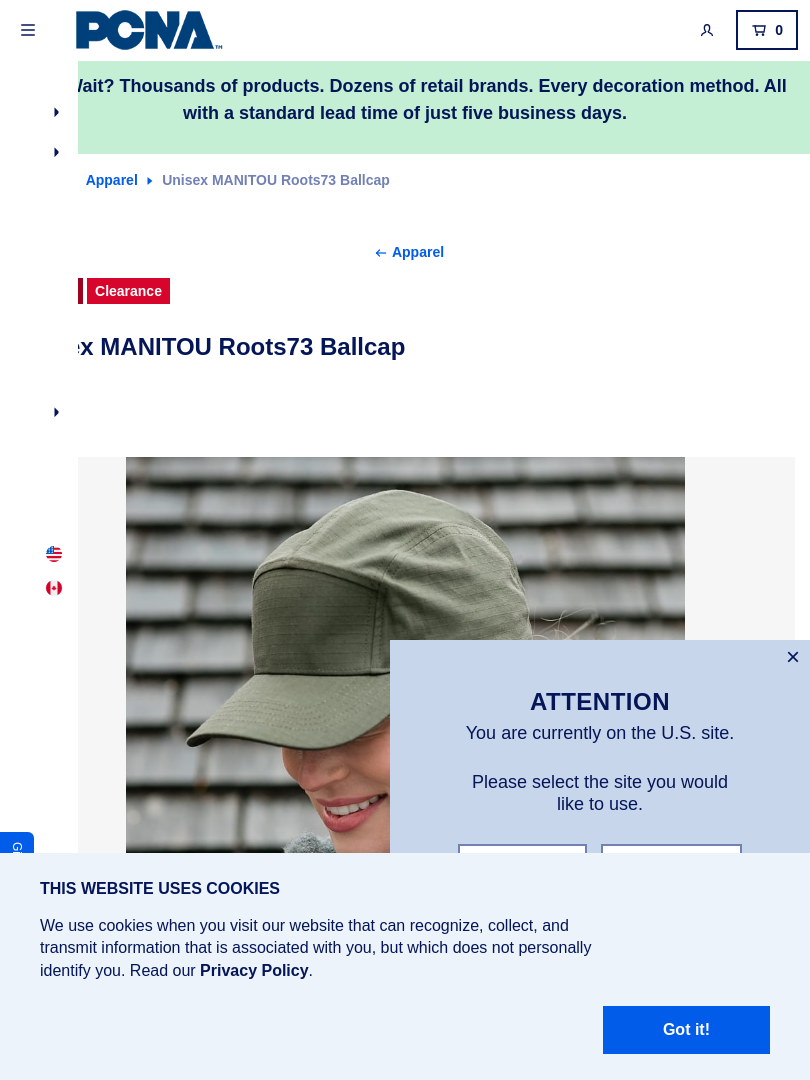 PCNA™
0
Thousands of products. Dozens of retail brands. Every decoration method. All
with a standard lead time of just five business days.
Apparel Unisex MANITOU Roots73 Ballcap
Apparel
Clearance
MANITOU Roots73 Ballcap
ATTENTION
You are currently on the U.S. site.
Please select the site you would
like to use.
THIS WEBSITE USES COOKIES
We use cookies when you visit our website that can recognize, collect, and
transmit information that is associated with you, but which does not personally
identify you. Read our Privacy Policy.
Got it!